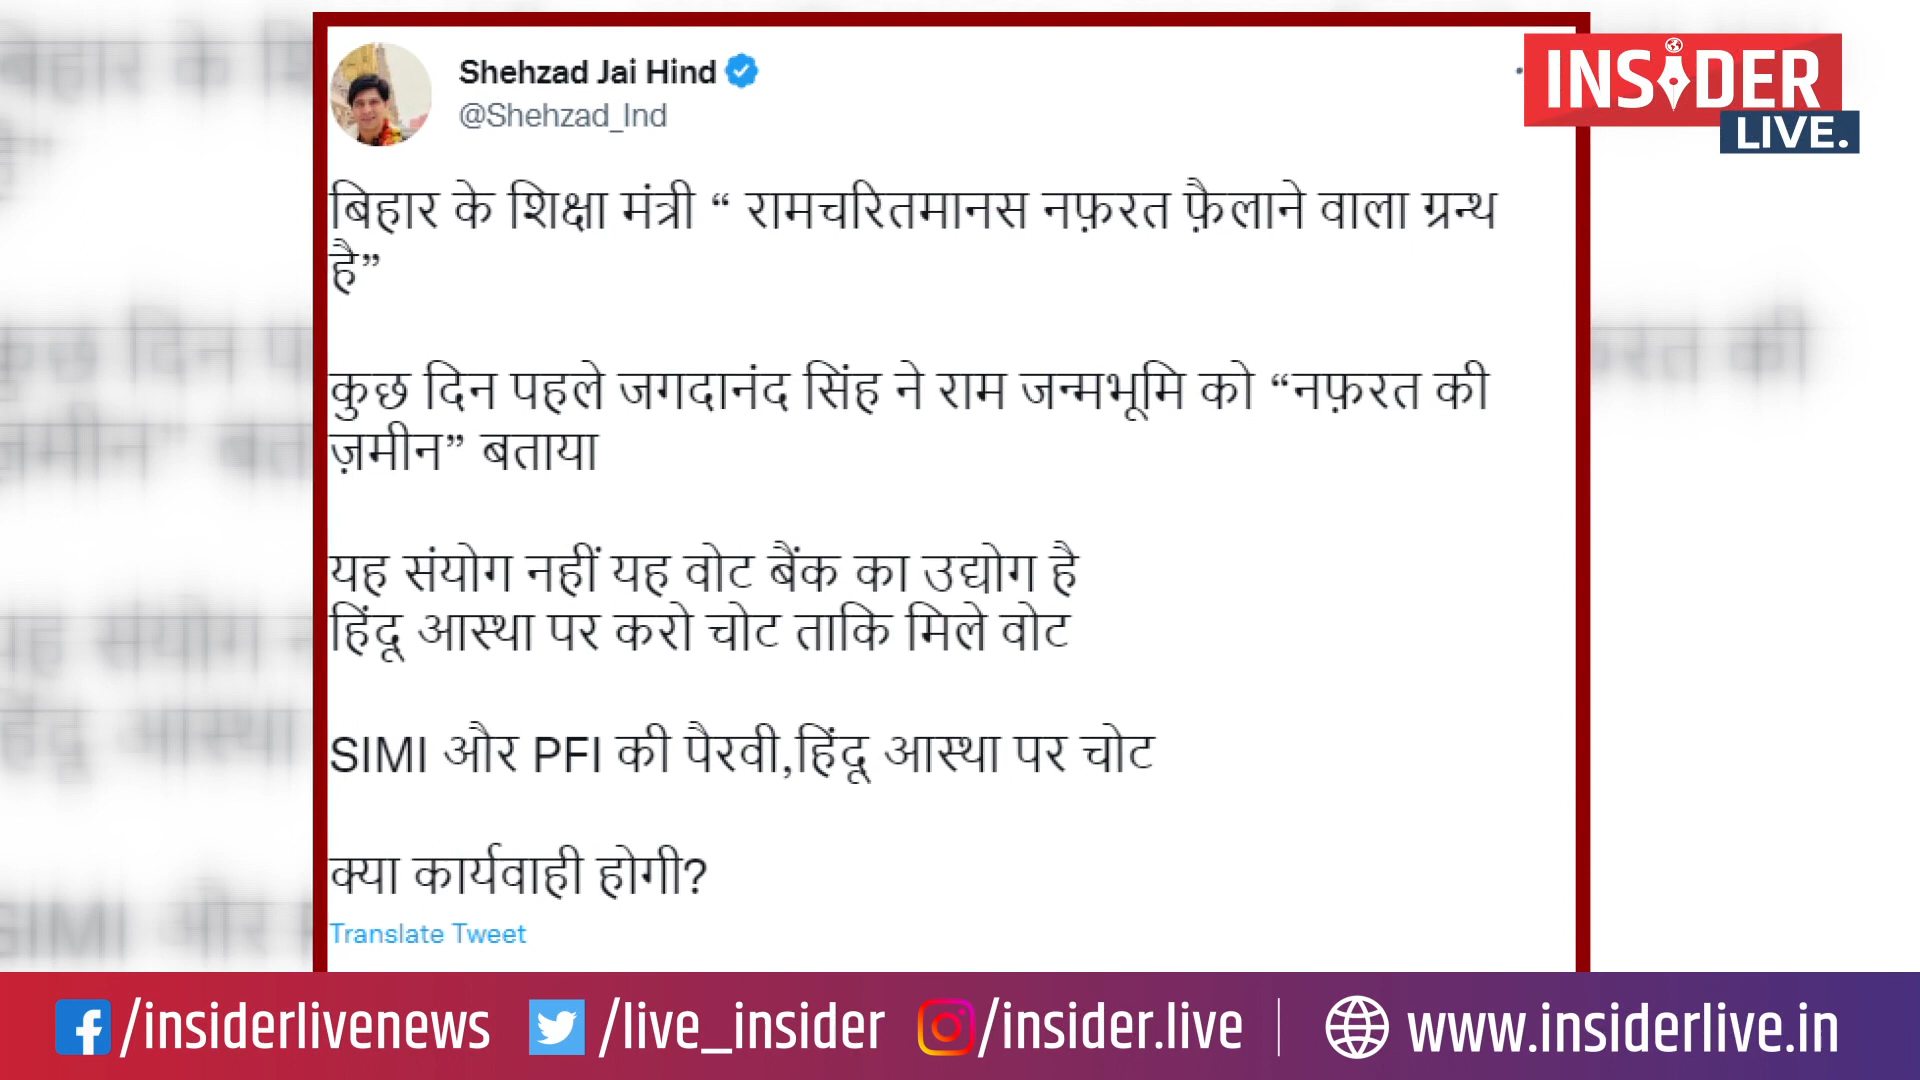 Shehzad Jai Hind
@Shehzad_Ind
INSIDER
LIVE.
बिहार के शिक्षा मंत्री “ रामचरितमानस नफ़रत फ़ैलाने वाला ग्रन्थ
है”
कुछ दिन पहले जगदानंद सिंह ने राम जन्मभूमि को “नफ़रत की
ज़मीन” बताया
यह संयोग नहीं यह वोट बैंक का उद्योग है
हिंदू आस्था पर करो चोट ताकि मिले वोट
SIMI और PFI की पैरवी,हिंदू आस्था पर चोट
क्या कार्यवाही होगी?
Translate Tweet
/insiderlivenews /live_insider /insider.live www.insiderlive.in